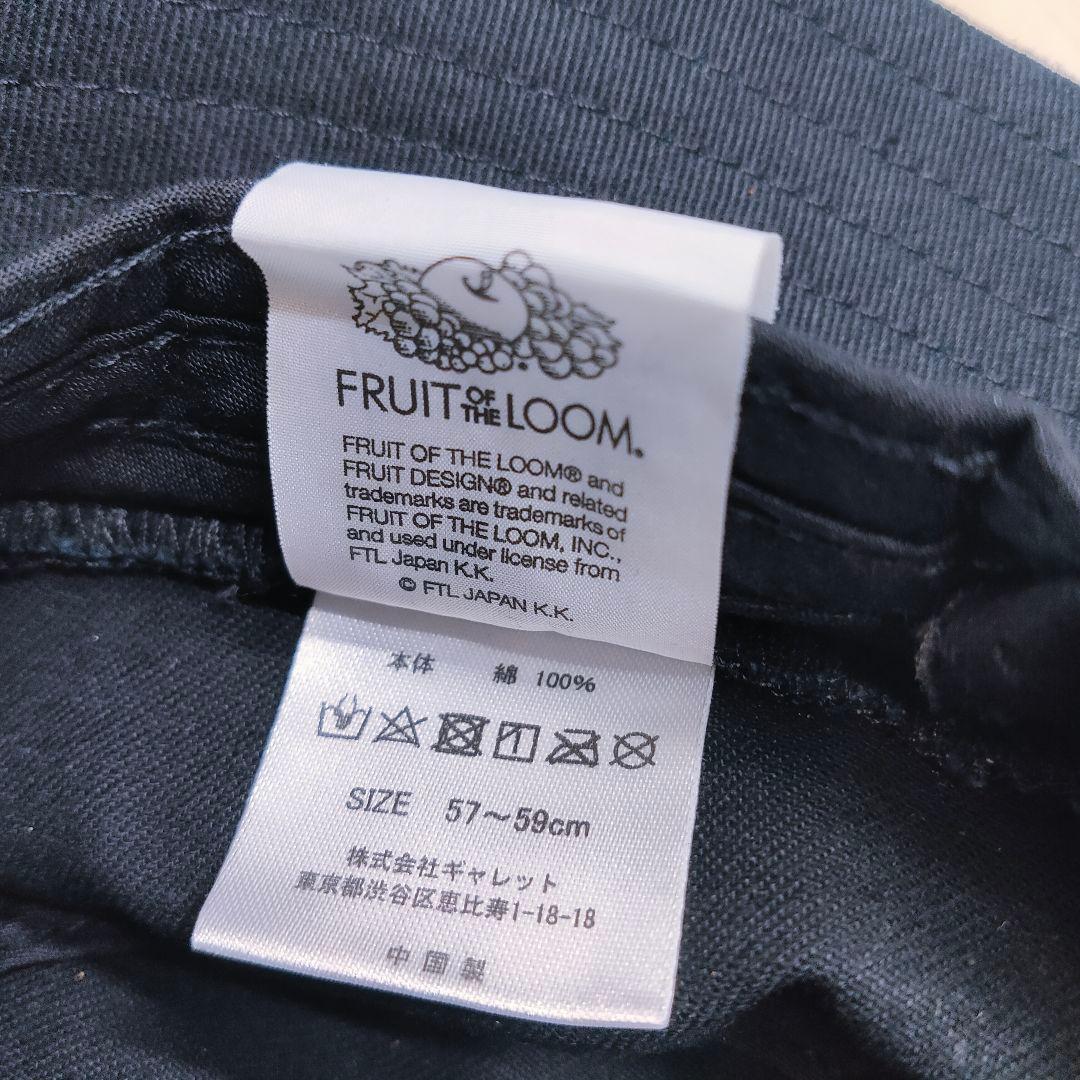 FRUIT OF THE LOOM®
FRUIT OF THE LOOM® and
FRUIT DESIGN® and related
trademarks are trademarks of
FRUIT OF THE LOOM, INC.,
and used under license from
FTL Japan K.K.
© FTL JAPAN K.K.
本体 綿 100%
SIZE 57~59cm
株式会社ギャレット
東京都渋谷区恵比寿1-18-18
中国製